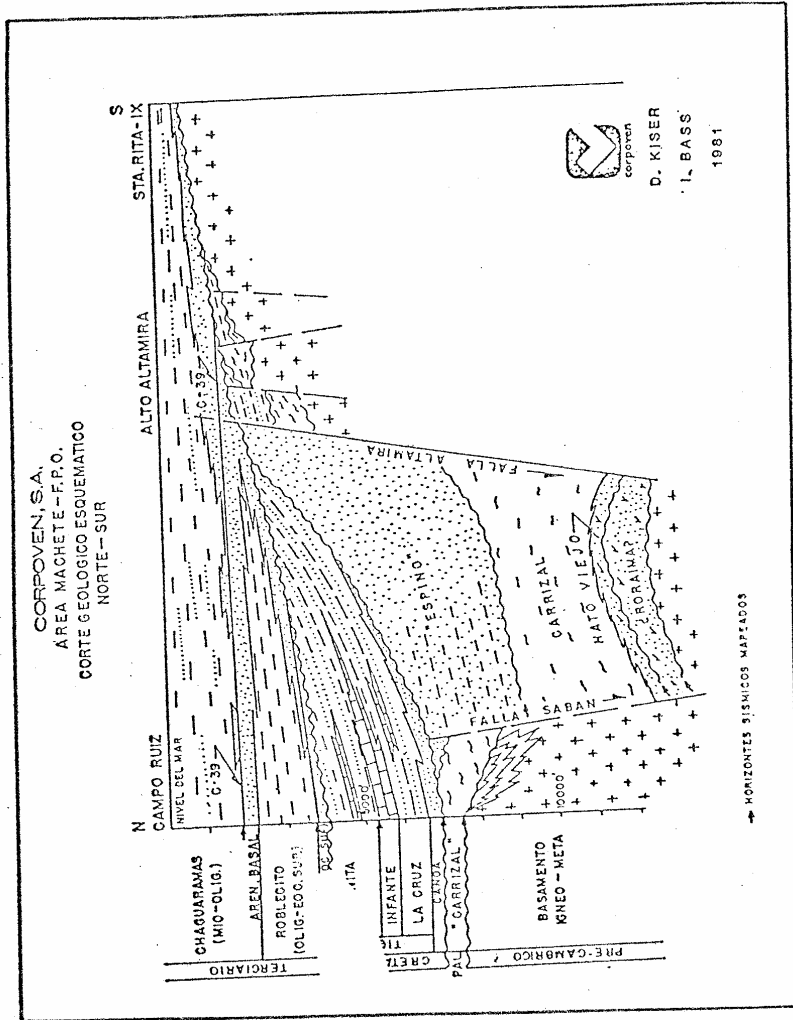 CORPOVEN, S.A.
ÁREA MACHETE-F.P.O.
CORTE GEOLOGICO ESQUEMATICO
NORTE-SUR
N
CAMPO RUIZ
ALTO ALTAMIRA
S
STA. RITA-IX
NIVEL DEL MAR
C-39
C-39
5000'
10000'
TERCIARIO
CHAGUARAMAS
(MIO-OLIG.)
AREN. BASAL
ROBLECITO
(OLIG.-EOC. SUP.)
CRETA
INFANTE
LA CRUZ
CANOA
PAL
"CARRIZAL"
PRE-CAMBRICO
BASAMENTO
IGNEO-META
"ESPINO"
CARRIZAL
HATO VIEJO
¿RORAIMA?
FALLA ALTAMIRA
FALLA SABAN
HORIZONTES SISMICOS MAPEADOS
corpoven
D. KISER
I. BASS
1981